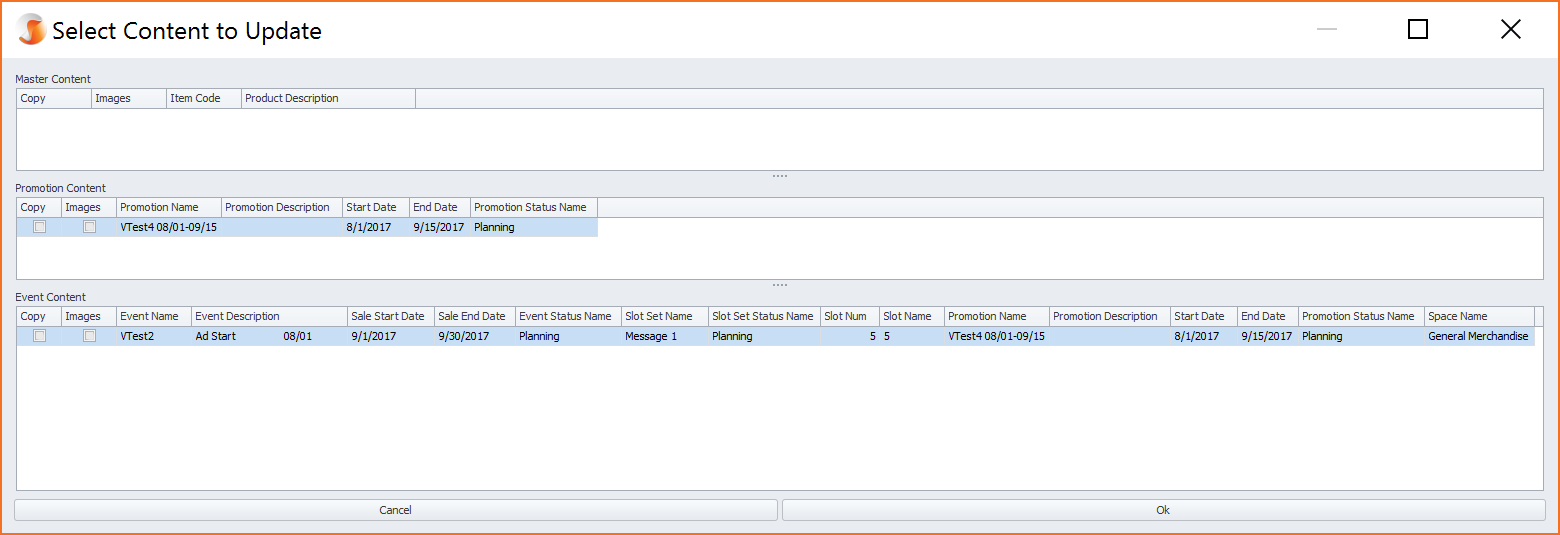 Select Content to Update
Master Content
Copy Images Item Code Product Description
Promotion Content
Copy Images Promotion Name Promotion Description Start Date End Date Promotion Status Name
VTest4 08/01-09/15 8/1/2017 9/15/2017 Planning
Event Content
Copy Images Event Name Event Description Sale Start Date Sale End Date Event Status Name Slot Set Name Slot Set Status Name Slot Num Slot Name Promotion Name Promotion Description Start Date End Date Promotion Status Name Space Name
VTest2 Ad Start 08/01 9/1/2017 9/30/2017 Planning Message 1 Planning 5 5 VTest4 08/01-09/15 8/1/2017 9/15/2017 Planning General Merchandise
Cancel Ok